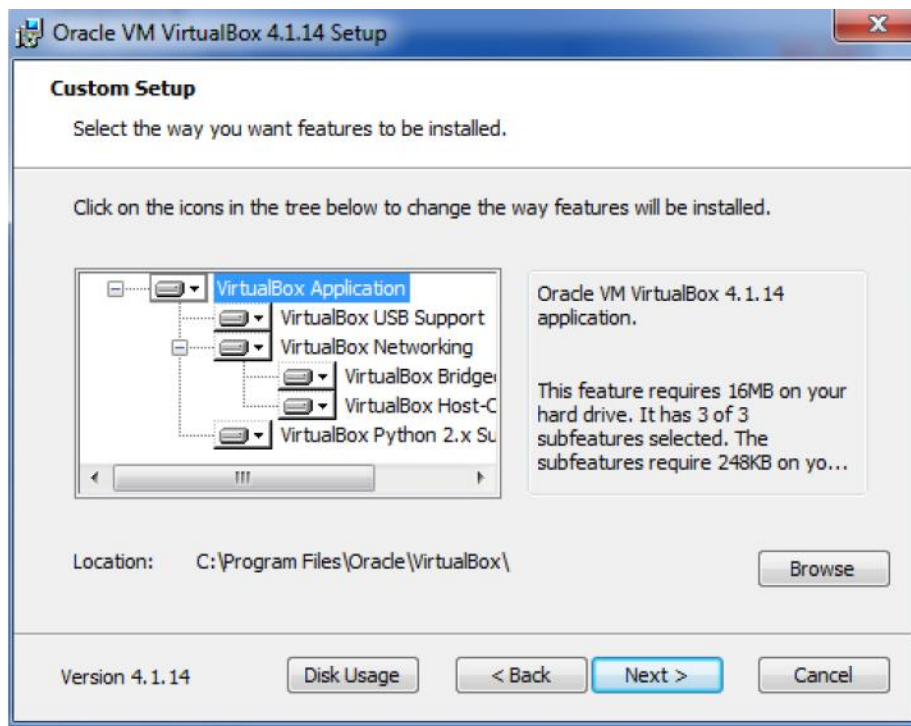 Oracle VM VirtualBox 4.1.14 Setup
Custom Setup
Select the way you want features to be installed.
Click on the icons in the tree below to change the way features will be installed.
VirtualBox Application
VirtualBox USB Support
VirtualBox Networking
VirtualBox Bridge
VirtualBox Host-C
VirtualBox Python 2.x Su
Oracle VM VirtualBox 4.1.14
application.
This feature requires 16MB on your
hard drive. It has 3 of 3
subfeatures selected. The
subfeatures require 248KB on yo...
Location: C:\Program Files\Oracle\VirtualBox\
Browse
Version 4.1.14
Disk Usage
< Back
Next >
Cancel